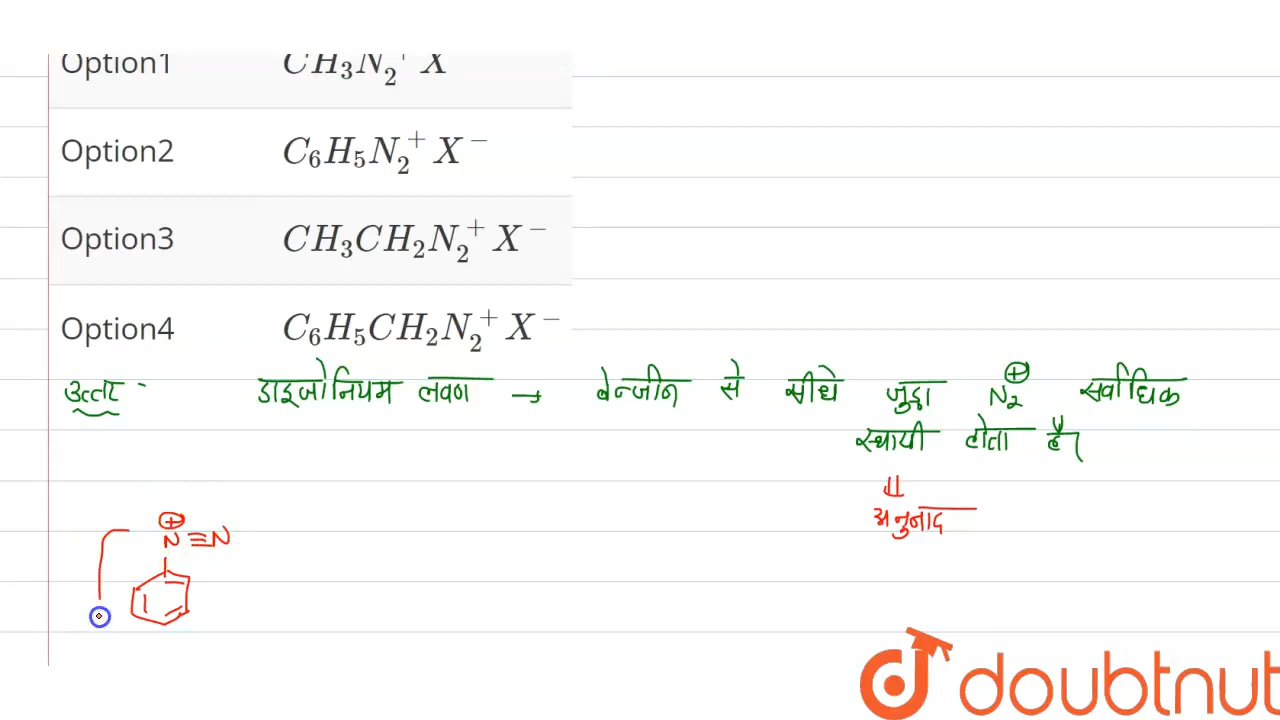 Option1 CH₃N₂⁺ X
Option2 C₆H₅N₂⁺ X⁻
Option3 CH₃CH₂N₂⁺ X⁻
Option4 C₆H₅CH₂N₂⁺ X⁻
उत्तर - डाइजोनियम लवण → बेन्जीन से सीधे जुड़ा N₂⊕ सर्वाधिक
स्थायी होता है।
⇓
अनुनाद
⊕
N≡N
doubtnut